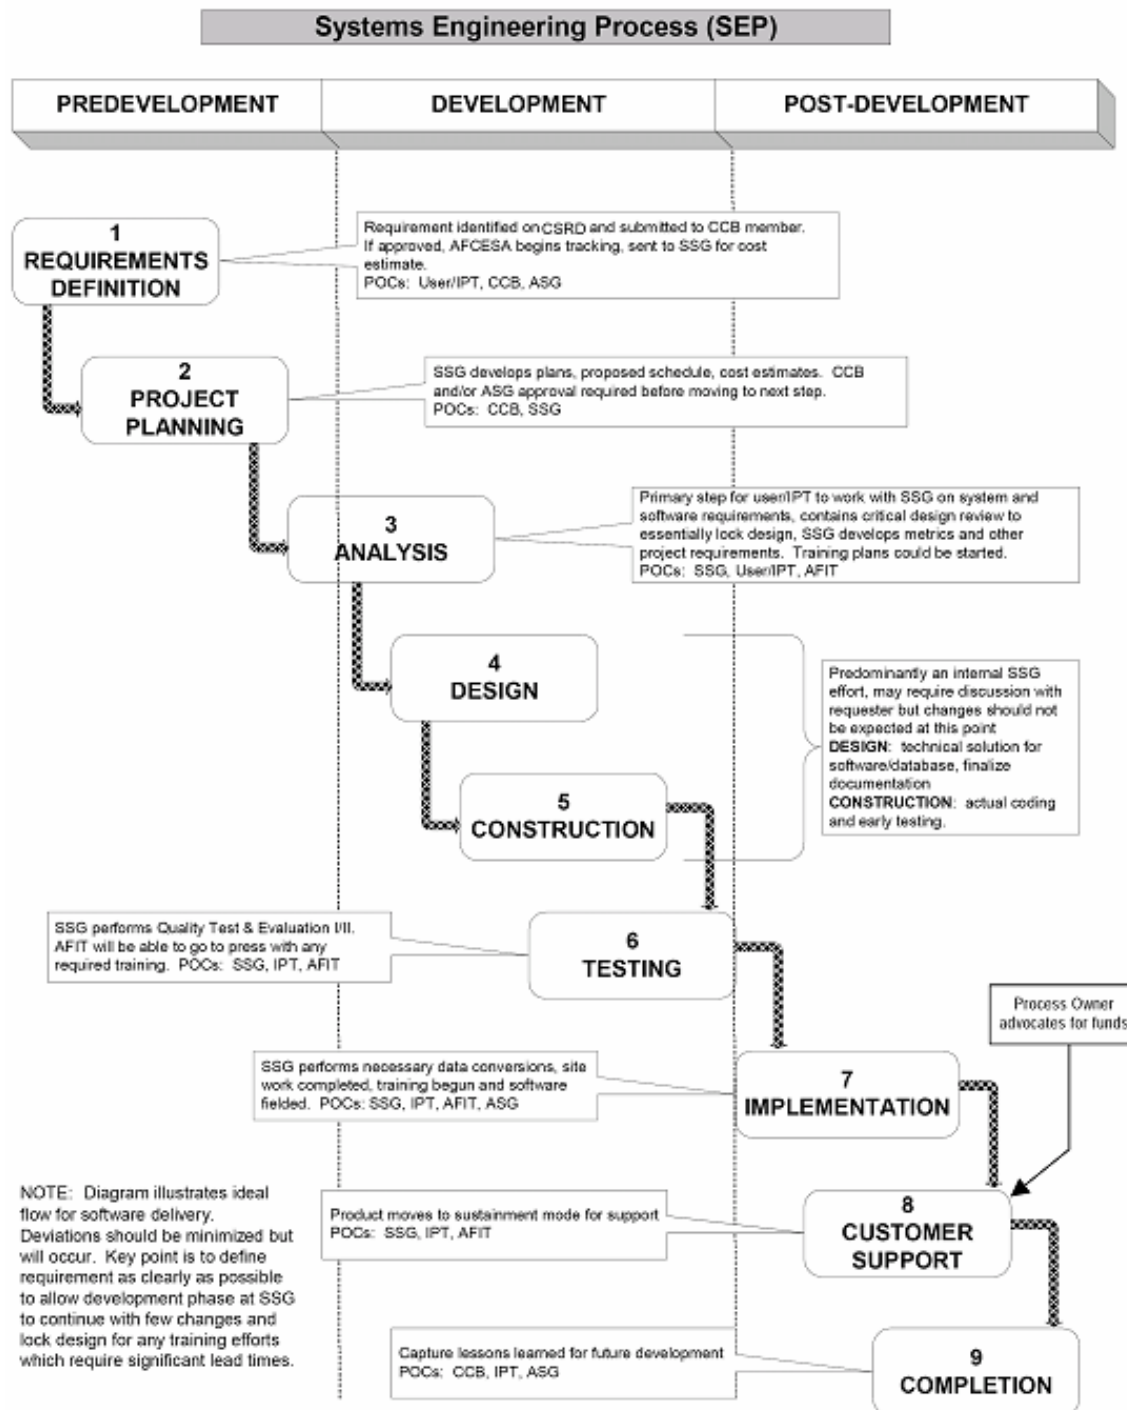 Systems Engineering Process (SEP)
PREDEVELOPMENT
DEVELOPMENT
POST-DEVELOPMENT
1
REQUIREMENTS
DEFINITION
Requirement identified on CSRD and submitted to CCB member.
If approved, AFCESA begins tracking, sent to SSG for cost
estimate.
POCs: User/IPT, CCB, ASG
2
PROJECT
PLANNING
SSG develops plans, proposed schedule, cost estimates. CCB
and/or ASG approval required before moving to next step.
POCs: CCB, SSG
3
ANALYSIS
Primary step for user/IPT to work with SSG on system and
software requirements, contains critical design review to
essentially lock design, SSG develops metrics and other
project requirements. Training plans could be started.
POCs: SSG, User/IPT, AFIT
4
DESIGN
Predominantly an internal SSG
effort, may require discussion with
requester but changes should not
be expected at this point
DESIGN: technical solution for
software/database, finalize
documentation
CONSTRUCTION: actual coding
and early testing.
5
CONSTRUCTION
SSG performs Quality Test & Evaluation I/II.
AFIT will be able to go to press with any
required training. POCs: SSG, IPT, AFIT
6
TESTING
Process Owner
advocates for funds
SSG performs necessary data conversions, site
work completed, training begun and software
fielded. POCs: SSG, IPT, AFIT, ASG
7
IMPLEMENTATION
NOTE: Diagram illustrates ideal
flow for software delivery.
Deviations should be minimized but
will occur. Key point is to define
requirement as clearly as possible
to allow development phase at SSG
to continue with few changes and
lock design for any training efforts
which require significant lead times.
Product moves to sustainment mode for support
POCs: SSG, IPT, AFIT
8
CUSTOMER
SUPPORT
Capture lessons learned for future development
POCs: CCB, IPT, ASG
9
COMPLETION